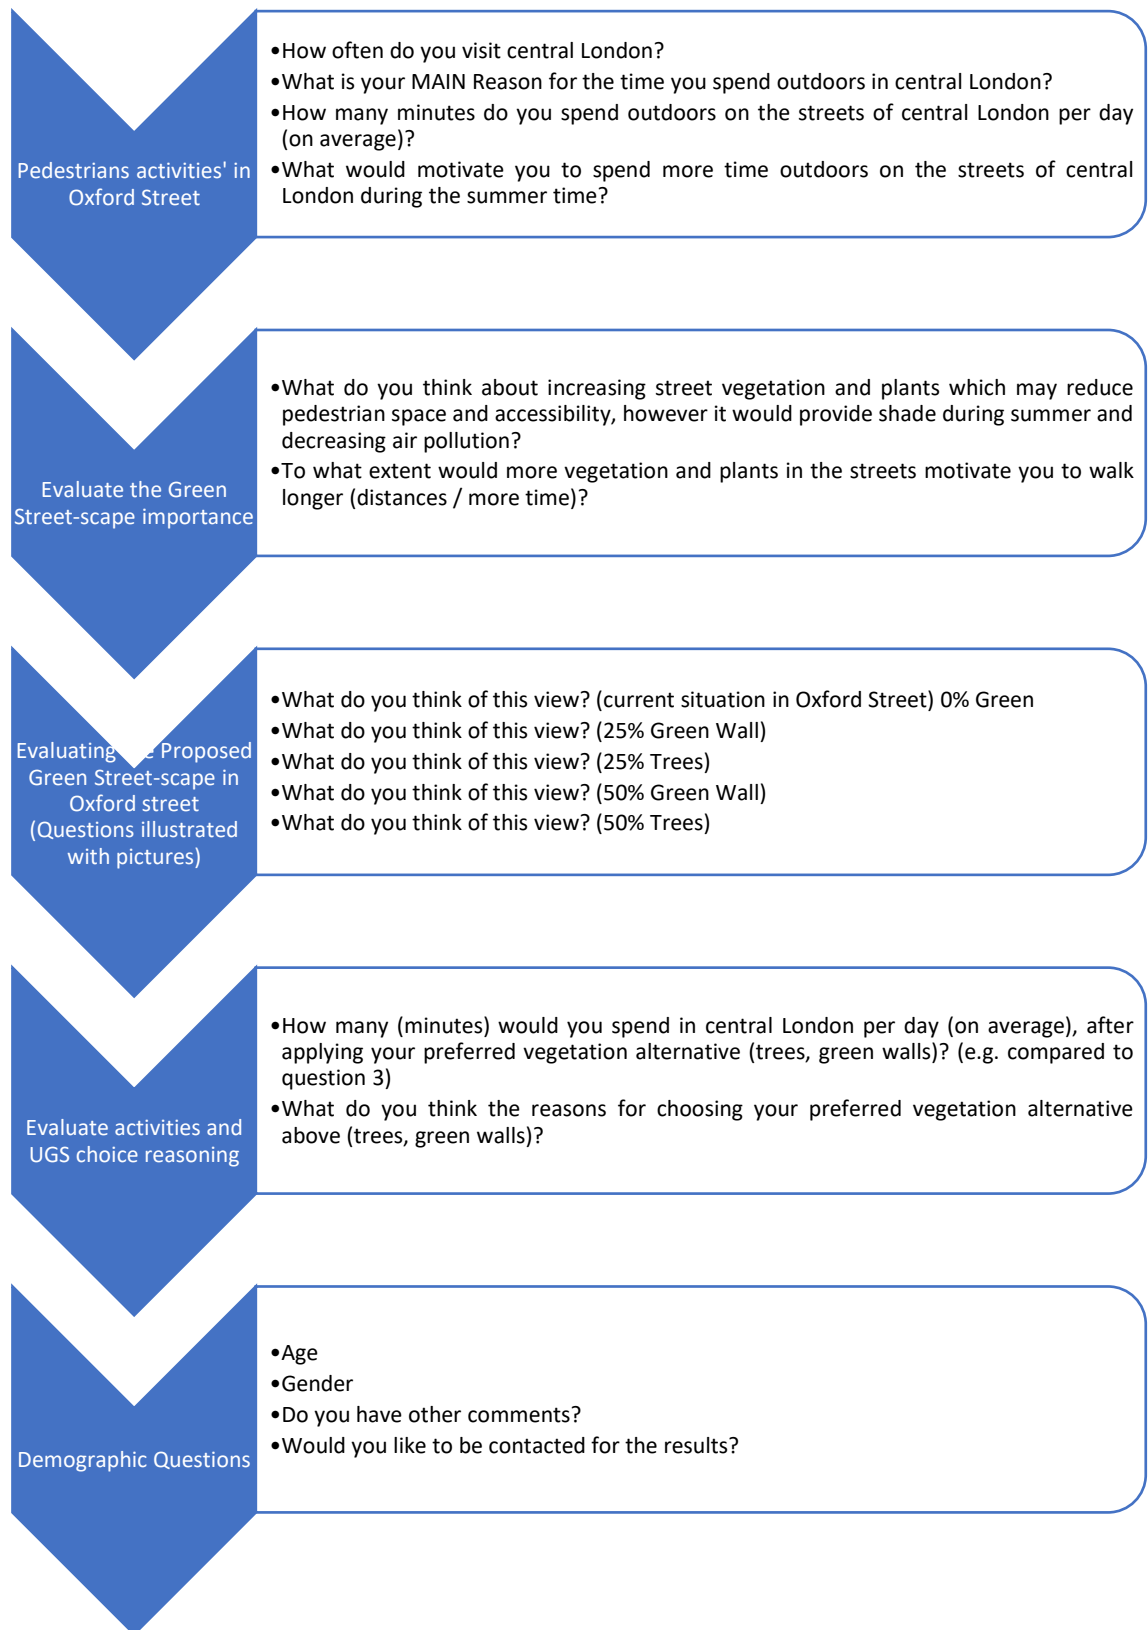 Pedestrians activities' in
Oxford Street
•How often do you visit central London?
•What is your MAIN Reason for the time you spend outdoors in central London?
•How many minutes do you spend outdoors on the streets of central London per day
(on average)?
•What would motivate you to spend more time outdoors on the streets of central
London during the summer time?
Evaluate the Green
Street-scape importance
•What do you think about increasing street vegetation and plants which may reduce
pedestrian space and accessibility, however it would provide shade during summer and
decreasing air pollution?
•To what extent would more vegetation and plants in the streets motivate you to walk
longer (distances / more time)?
Evaluating the Proposed
Green Street-scape in
Oxford street
(Questions illustrated
with pictures)
•What do you think of this view? (current situation in Oxford Street) 0% Green
•What do you think of this view? (25% Green Wall)
•What do you think of this view? (25% Trees)
•What do you think of this view? (50% Green Wall)
•What do you think of this view? (50% Trees)
Evaluate activities and
UGS choice reasoning
•How many (minutes) would you spend in central London per day (on average), after
applying your preferred vegetation alternative (trees, green walls)? (e.g. compared to
question 3)
•What do you think the reasons for choosing your preferred vegetation alternative
above (trees, green walls)?
Demographic Questions
•Age
•Gender
•Do you have other comments?
•Would you like to be contacted for the results?